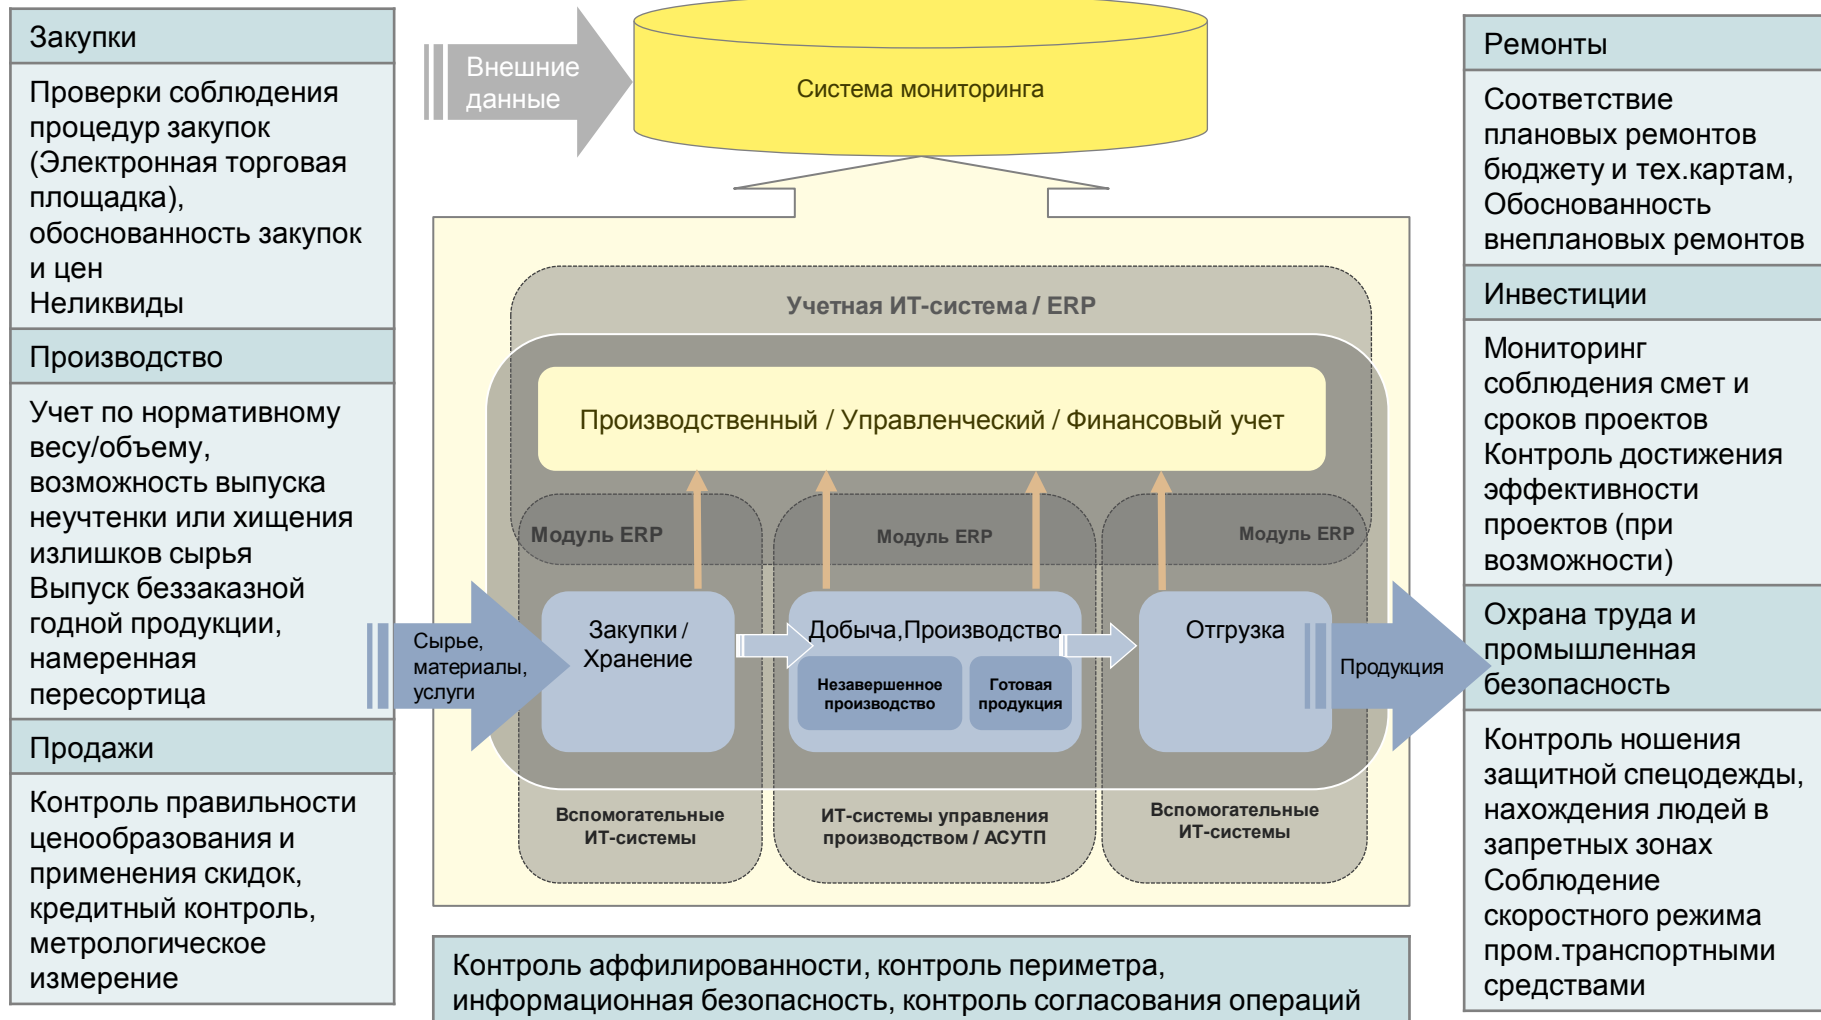 Закупки
Проверки соблюдения
процедур закупок
(Электронная торговая
площадка),
обоснованность закупок
и цен
Неликвиды
Производство
Учет по нормативному
весу/объему,
возможность выпуска
неучтенки или хищения
излишков сырья
Выпуск беззаказной
годной продукции,
намеренная
пересортица
Продажи
Контроль правильности
ценообразования и
применения скидок,
кредитный контроль,
метрологическое
измерение
Внешние
данные
Система мониторинга
Учетная ИТ-система / ERP
Производственный / Управленческий / Финансовый учет
Модуль ERP
Модуль ERP
Модуль ERP
Сырье,
материалы,
услуги
Закупки /
Хранение
Добыча,Производство
Незавершенное
производство
Готовая
продукция
Отгрузка
Продукция
Вспомогательные
ИТ-системы
ИТ-системы управления
производством / АСУТП
Вспомогательные
ИТ-системы
Контроль аффилированности, контроль периметра,
информационная безопасность, контроль согласования операций
Ремонты
Соответствие
плановых ремонтов
бюджету и тех.картам,
Обоснованность
внеплановых ремонтов
Инвестиции
Мониторинг
соблюдения смет и
сроков проектов
Контроль достижения
эффективности
проектов (при
возможности)
Охрана труда и
промышленная
безопасность
Контроль ношения
защитной спецодежды,
нахождения людей в
запретных зонах
Соблюдение
скоростного режима
пром.транспортными
средствами